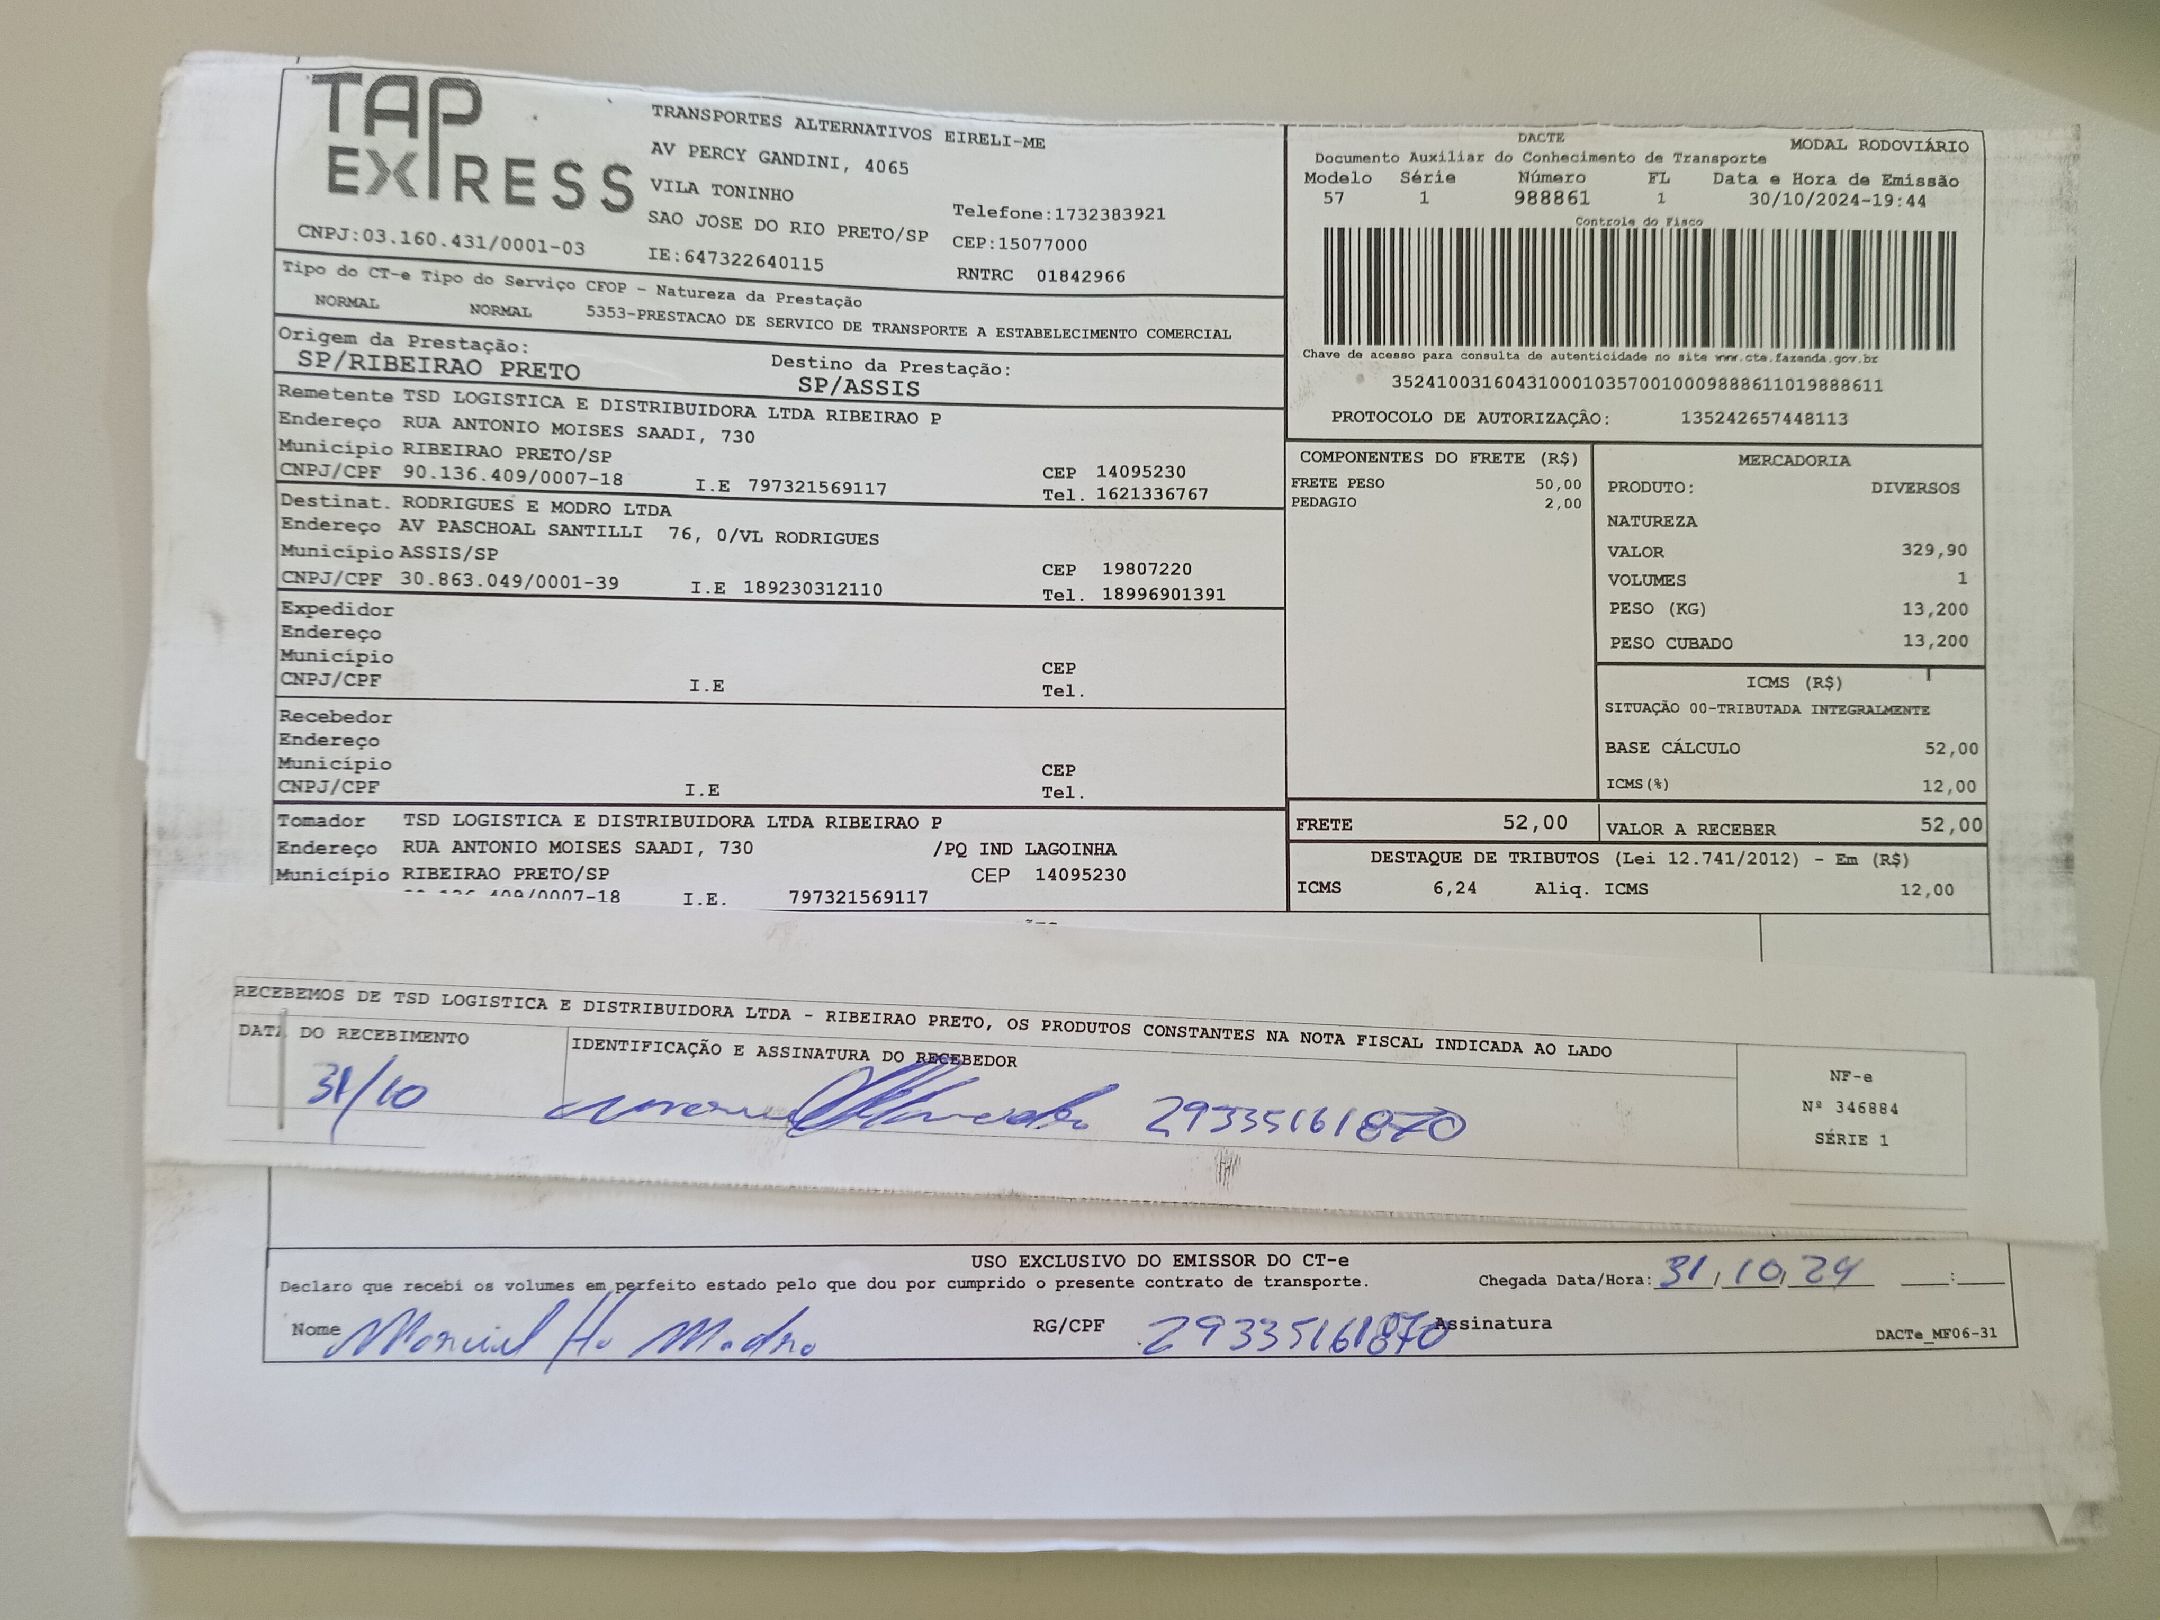 TAP
EXPRESS
TRANSPORTES ALTERNATIVOS EIRELI-ME
AV PERCY GANDINI, 4065
VILA TONINHO
SAO JOSE DO RIO PRETO/SP
Telefone:1732383921
CEP:15077000
CNPJ:03.160.431/0001-03
IE:647322640115
RNTRC 01842966
Tipo do CT-e Tipo do Serviço CFOP - Natureza da Prestação
NORMAL NORMAL 5353-PRESTACAO DE SERVICO DE TRANSPORTE A ESTABELECIMENTO COMERCIAL
Origem da Prestação:
SP/RIBEIRAO PRETO
Destino da Prestação:
SP/ASSIS
Remetente TSD LOGISTICA E DISTRIBUIDORA LTDA RIBEIRAO P
Endereço RUA ANTONIO MOISES SAADI, 730
Município RIBEIRAO PRETO/SP CEP 14095230
CNPJ/CPF 90.136.409/0007-18 I.E 797321569117 Tel. 1621336767
Destinat. RODRIGUES E MODRO LTDA
Endereço AV PASCHOAL SANTILLI 76, 0/VL RODRIGUES
Município ASSIS/SP CEP 19807220
CNPJ/CPF 30.863.049/0001-39 I.E 189230312110 Tel. 18996901391
Expedidor
Endereço
Município CEP
CNPJ/CPF I.E Tel.
Recebedor
Endereço
Município CEP
CNPJ/CPF I.E Tel.
Tomador TSD LOGISTICA E DISTRIBUIDORA LTDA RIBEIRAO P
Endereço RUA ANTONIO MOISES SAADI, 730 /PQ IND LAGOINHA
Município RIBEIRAO PRETO/SP CEP 14095230
409/0007-18 I.E. 797321569117
DACTE
MODAL RODOVIÁRIO
Documento Auxiliar do Conhecimento de Transporte
Modelo Série Número FL Data e Hora de Emissão
57 1 988861 1 30/10/2024-19:44
Controle do Fisco
Chave de acesso para consulta de autenticidade no site www.cte.fazenda.gov.br
35241003160431000103570010009888611019888611
PROTOCOLO DE AUTORIZAÇÂO: 135242657448113
COMPONENTES DO FRETE (R$)
FRETE PESO 50,00
PEDAGIO 2,00
MERCADORIA
PRODUTO: DIVERSOS
NATUREZA
VALOR 329,90
VOLUMES 1
PESO (KG) 13,200
PESO CUBADO 13,200
ICMS (R$)
SITUAÇÃO 00-TRIBUTADA INTEGRALMENTE
BASE CÁLCULO 52,00
ICMS(%) 12,00
FRETE 52,00 VALOR A RECEBER 52,00
DESTAQUE DE TRIBUTOS (Lei 12.741/2012) - Em (R$)
ICMS 6,24 Aliq. ICMS 12,00
RECEBEMOS DE TSD LOGISTICA E DISTRIBUIDORA LTDA - RIBEIRAO PRETO, OS PRODUTOS CONSTANTES NA NOTA FISCAL INDICADA AO LADO
DATA DO RECEBIMENTO
31/10
IDENTIFICAÇÃO E ASSINATURA DO RECEBEDOR
29335161870
NF-e
Nº 346884
SÉRIE 1
USO EXCLUSIVO DO EMISSOR DO CT-e
Declaro que recebi os volumes em perfeito estado pelo que dou por cumprido o presente contrato de transporte.
Chegada Data/Hora: 31/10/24 __:__
Nome RG/CPF 29335161870 Assinatura
DACTe_MF06-31